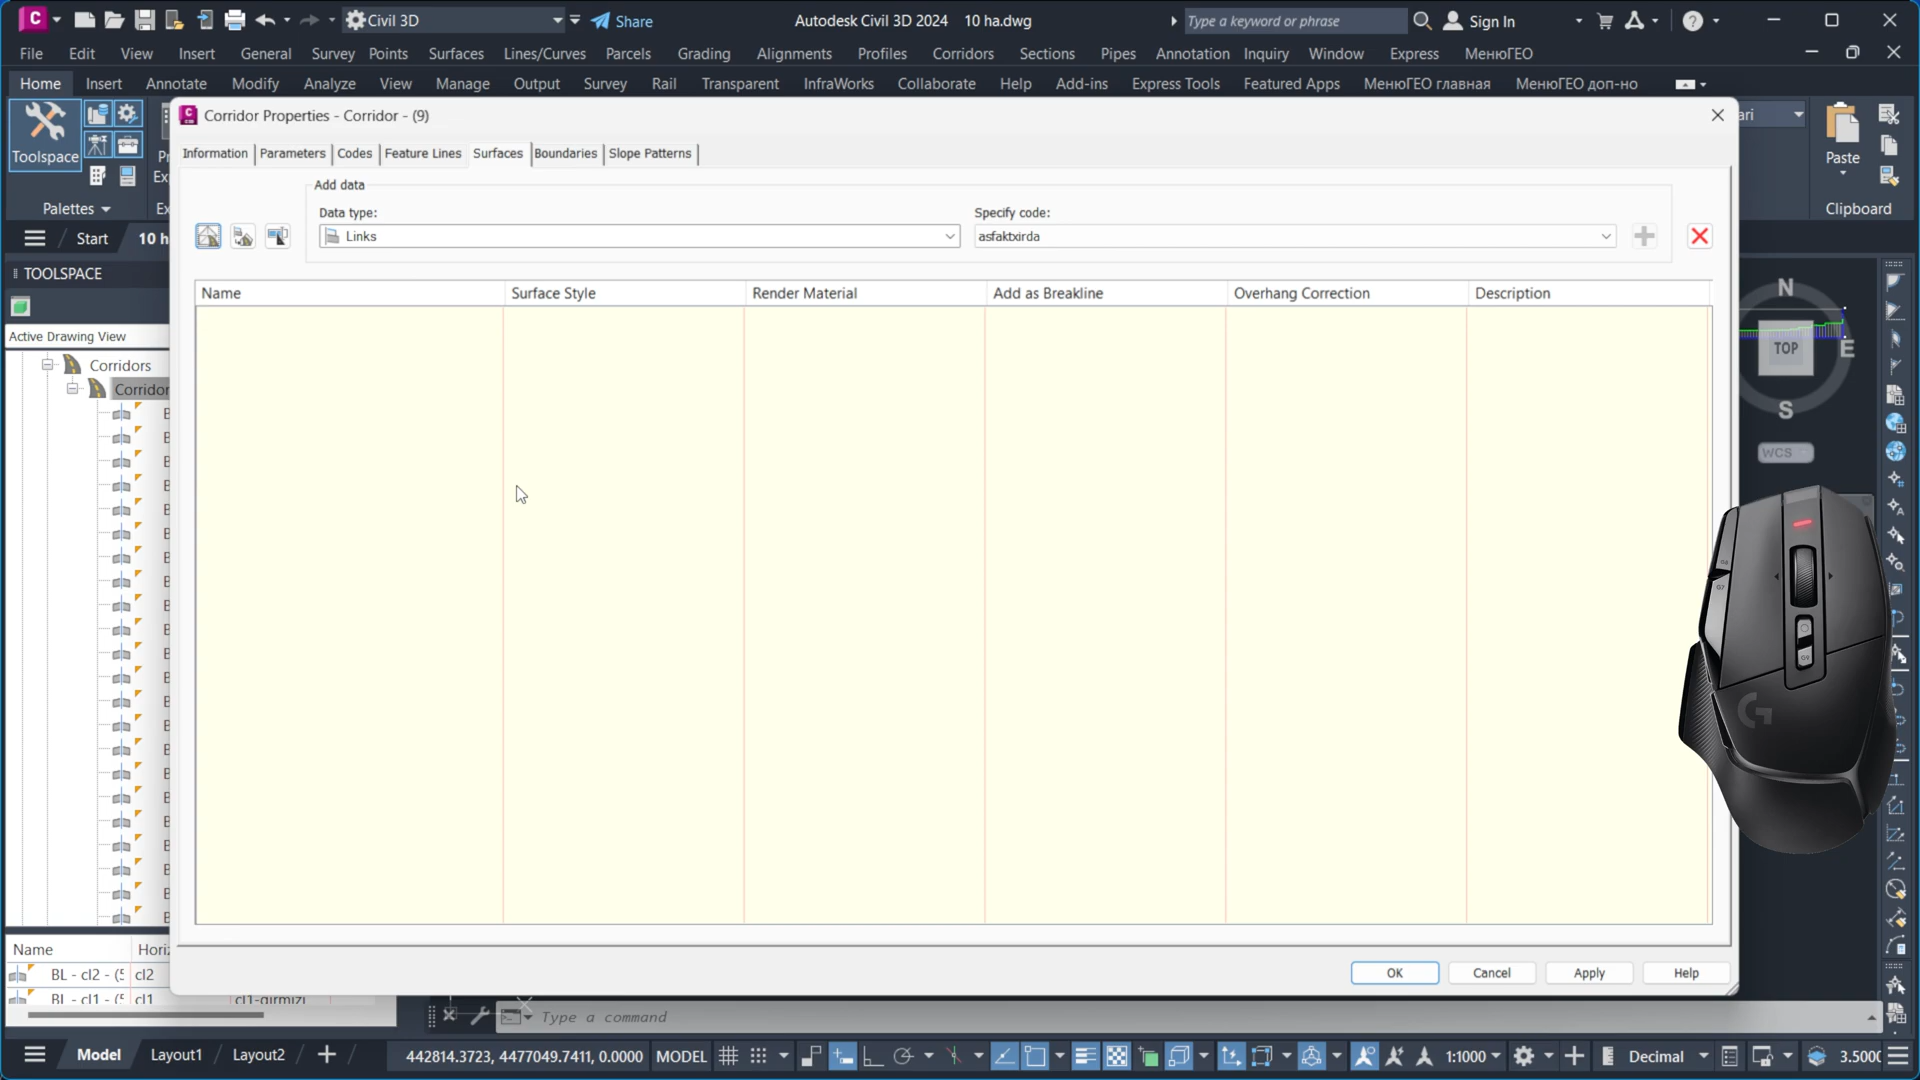 C
Civil 3D
Share
Autodesk Civil 3D 2024 10 ha.dwg
Type a keyword or phrase
Sign In
File Edit View Insert General Survey Points Surfaces Lines/Curves Parcels Grading Alignments Profiles Corridors Sections Pipes Annotation Inquiry Window Express МенюГЕО
Home Insert Annotate Modify Analyze View Manage Output Survey Rail Transparent InfraWorks Collaborate Help Add-ins Express Tools Featured Apps МенюГЕО главная МенюГЕО доп-но
Corridor Properties - Corridor - (9)
Toolspace
Palettes
Paste
Clipboard
Information Parameters Codes Feature Lines Surfaces Boundaries Slope Patterns
Add data
Data type:
Specify code:
Links
asfaktxirda
Name Surface Style Render Material Add as Breakline Overhang Correction Description
Start 10 h
TOOLSPACE
Active Drawing View
Corridors
Corridor
N
TOP
E
S
WCS
Name Hori
BL - cl2 - (5 cl2
BL - cl1 - (5 cl1 cl1-qirmizi
OK Cancel Apply Help
Type a command
Model Layout1 Layout2
442814.3723, 4477049.7411, 0.0000 MODEL 1:1000 Decimal 3.5000